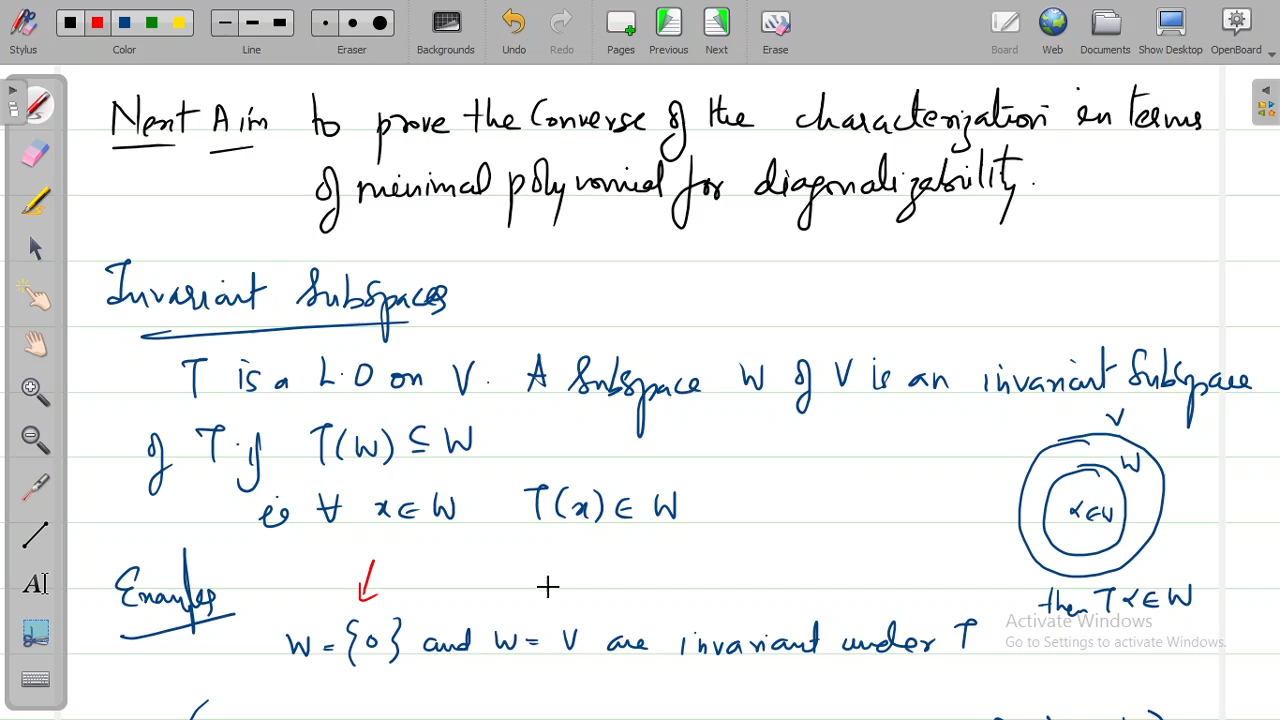 Stylus Color Line Eraser Backgrounds Undo Redo Pages Previous Next Erase Board Web Documents Show Desktop OpenBoard
Next Aim to prove the Converse of the characterization in terms
of minimal polynomial for diagonalizability.
Invariant Subspaces
T is a L.O on V. A Subspace W of V is an invariant Subspace
of T if T(W) ⊆ W
V
W
ie ∀ x ∈ W T(x) ∈ W
α ∈ W
Examples
then Tα ∈ W
Activate Windows
Go to Settings to activate Windows.
W = {0} and W = V are invariant under T